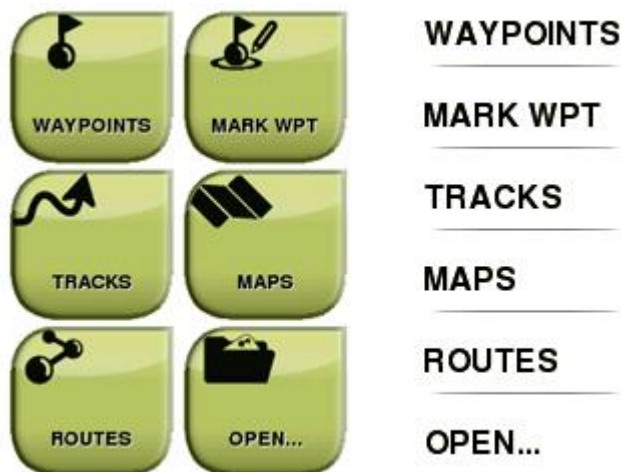 WAYPOINTS
MARK WPT
TRACKS
MAPS
ROUTES
OPEN...
WAYPOINTS
MARK WPT
TRACKS
MAPS
ROUTES
OPEN...